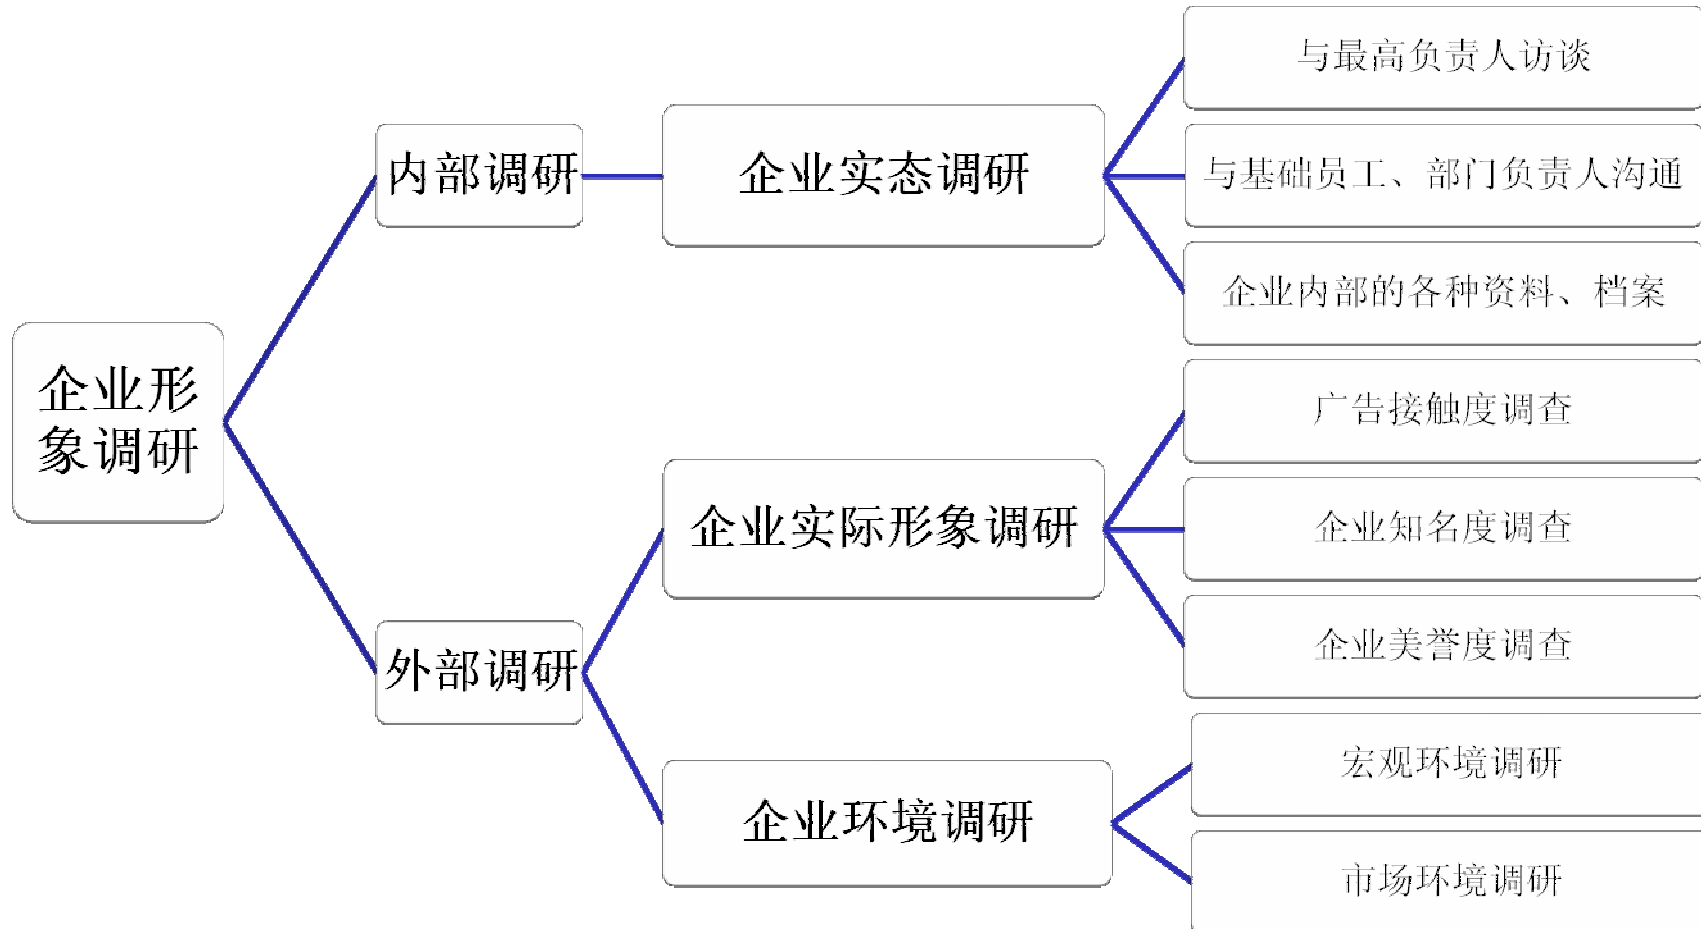 企业形
象调研
内部调研
外部调研
企业实态调研
企业实际形象调研
企业环境调研
与最高负责人访谈
与基础员工、部门负责人沟通
企业内部的各种资料、档案
广告接触度调查
企业知名度调查
企业美誉度调查
宏观环境调研
市场环境调研